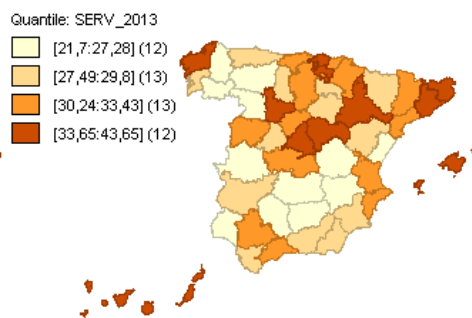 Quantile: SERV_2013
[21,7:27,28] (12)
[27,49:29,8] (13)
[30,24:33,43] (13)
[33,65:43,65] (12)